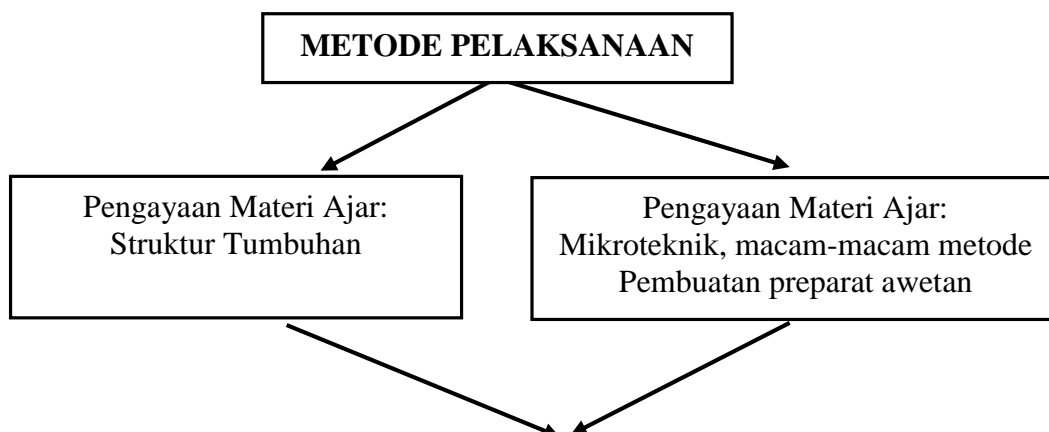 METODE PELAKSANAAN
Pengayaan Materi Ajar:
Struktur Tumbuhan
Pengayaan Materi Ajar:
Mikroteknik, macam-macam metode
Pembuatan preparat awetan